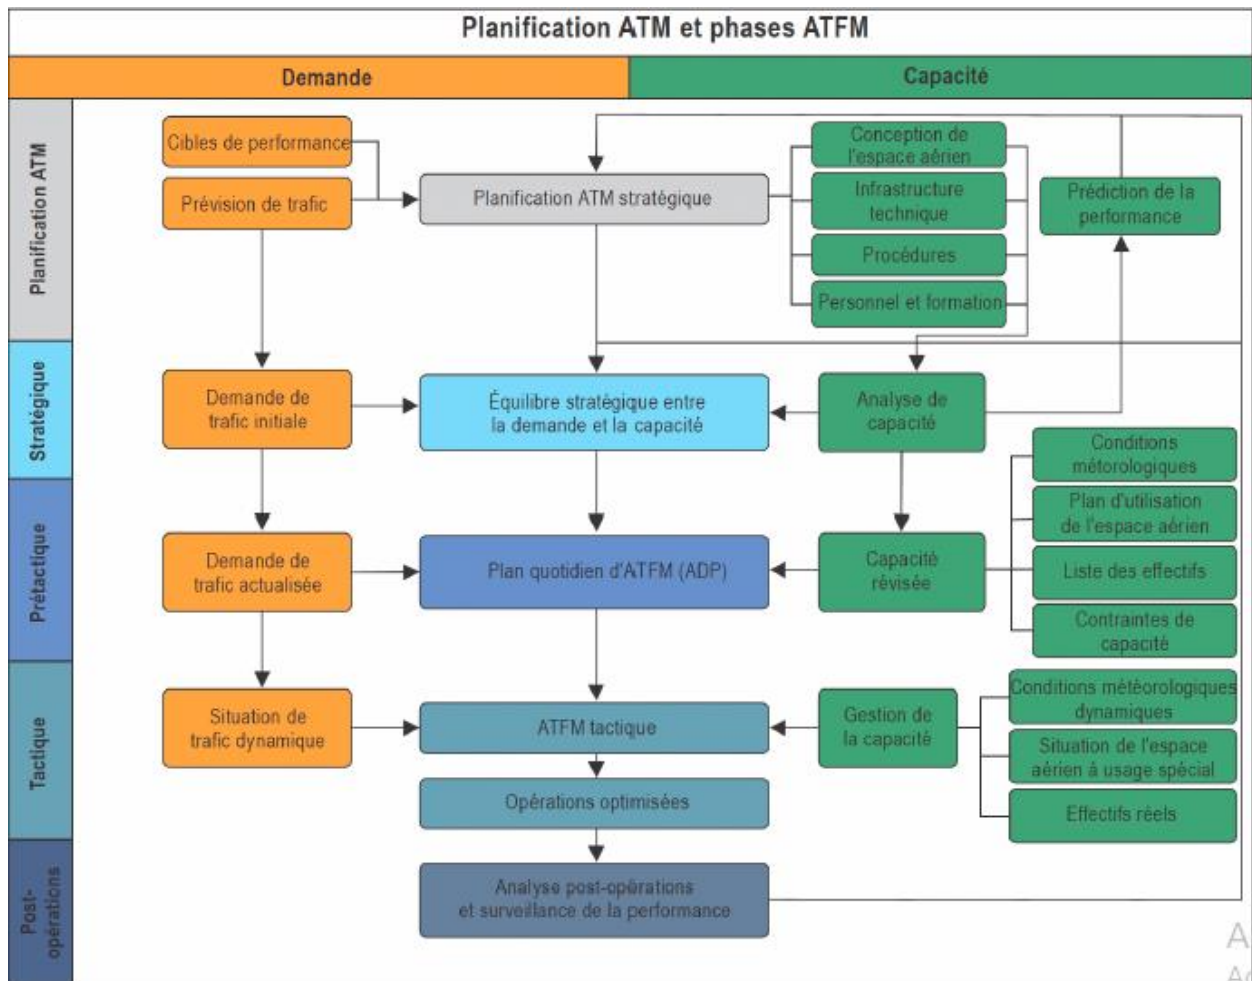 Planification ATM et phases ATFM
Demande
Capacité
Planification ATM
Cibles de performance
Prévision de trafic
Planification ATM stratégique
Conception de
l'espace aérien
Infrastructure
technique
Procédures
Personnel et formation
Prédiction de la
performance
Stratégique
Demande de
trafic initiale
Équilibre stratégique entre
la demande et la capacité
Analyse de
capacité
Prétactique
Demande de
trafic actualisée
Plan quotidien d'ATFM (ADP)
Capacité
révisée
Conditions
métorologiques
Plan d'utilisation
de l'espace aérien
Liste des effectifs
Contraintes de
capacité
Tactique
Situation de
trafic dynamique
ATFM tactique
Gestion de
la capacité
Conditions météorologiques
dynamiques
Situation de l'espace
aérien à usage spécial
Effectifs réels
Opérations optimisées
Post-
opérations
Analyse post-opérations
et surveillance de la performance